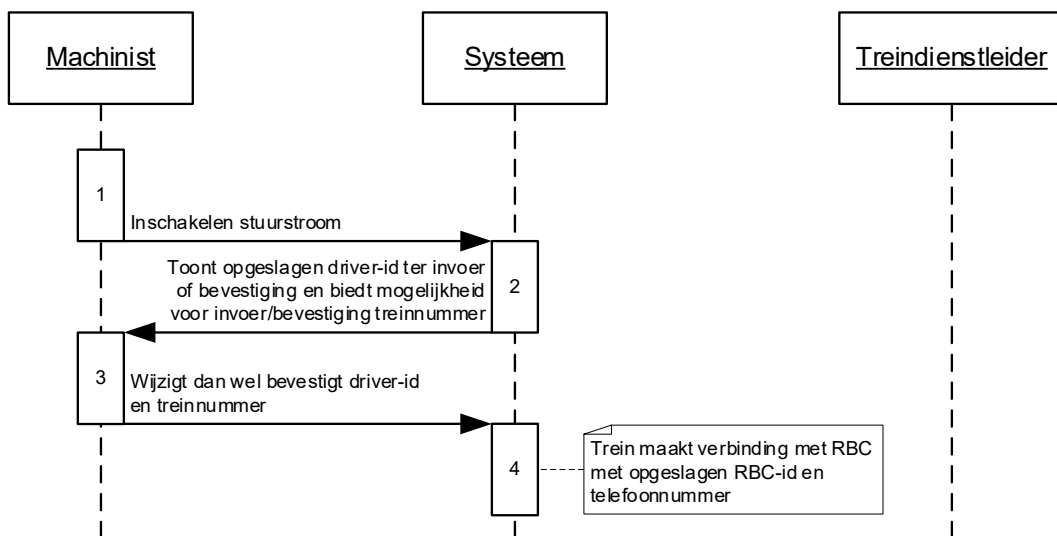 Machinist
Systeem
Treindienstleider
1
Inschakelen stuurstroom
Toont opgeslagen driver-id ter invoer
of bevestiging en biedt mogelijkheid
voor invoer/bevestiging treinnummer
2
3
Wijzigt dan wel bevestigt driver-id
en treinnummer
4
Trein maakt verbinding met RBC
met opgeslagen RBC-id en
telefoonnummer